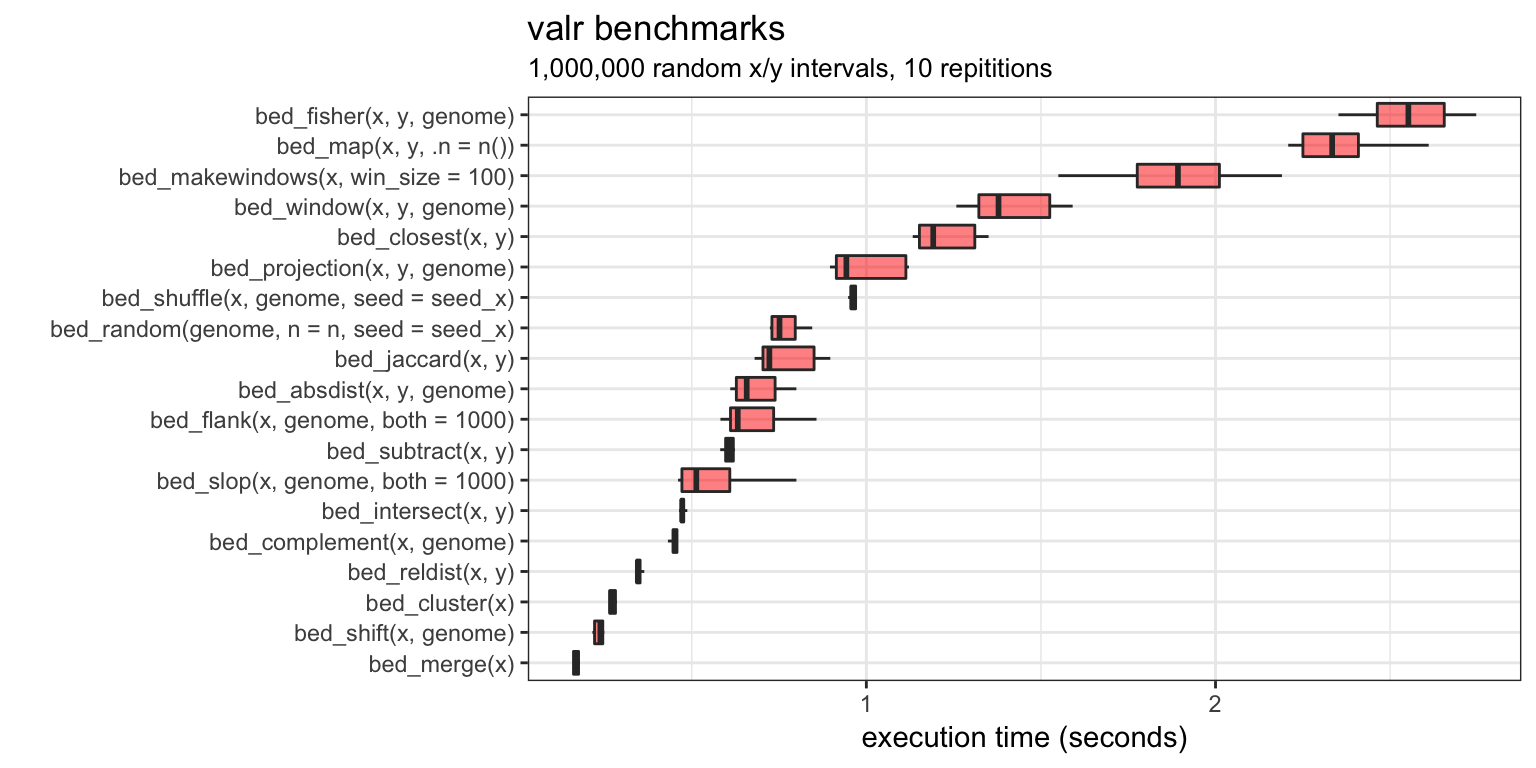 valr benchmarks
1,000,000 random x/y intervals, 10 repititions
bed_fisher(x, y, genome)
bed_map(x, y, .n = n())
bed_makewindows(x, win_size = 100)
bed_window(x, y, genome)
bed_closest(x, y)
bed_projection(x, y, genome)
bed_shuffle(x, genome, seed = seed_x)
bed_random(genome, n = n, seed = seed_x)
bed_jaccard(x, y)
bed_absdist(x, y, genome)
bed_flank(x, genome, both = 1000)
bed_subtract(x, y)
bed_slop(x, genome, both = 1000)
bed_intersect(x, y)
bed_complement(x, genome)
bed_reldist(x, y)
bed_cluster(x)
bed_shift(x, genome)
bed_merge(x)
1 2
execution time (seconds)